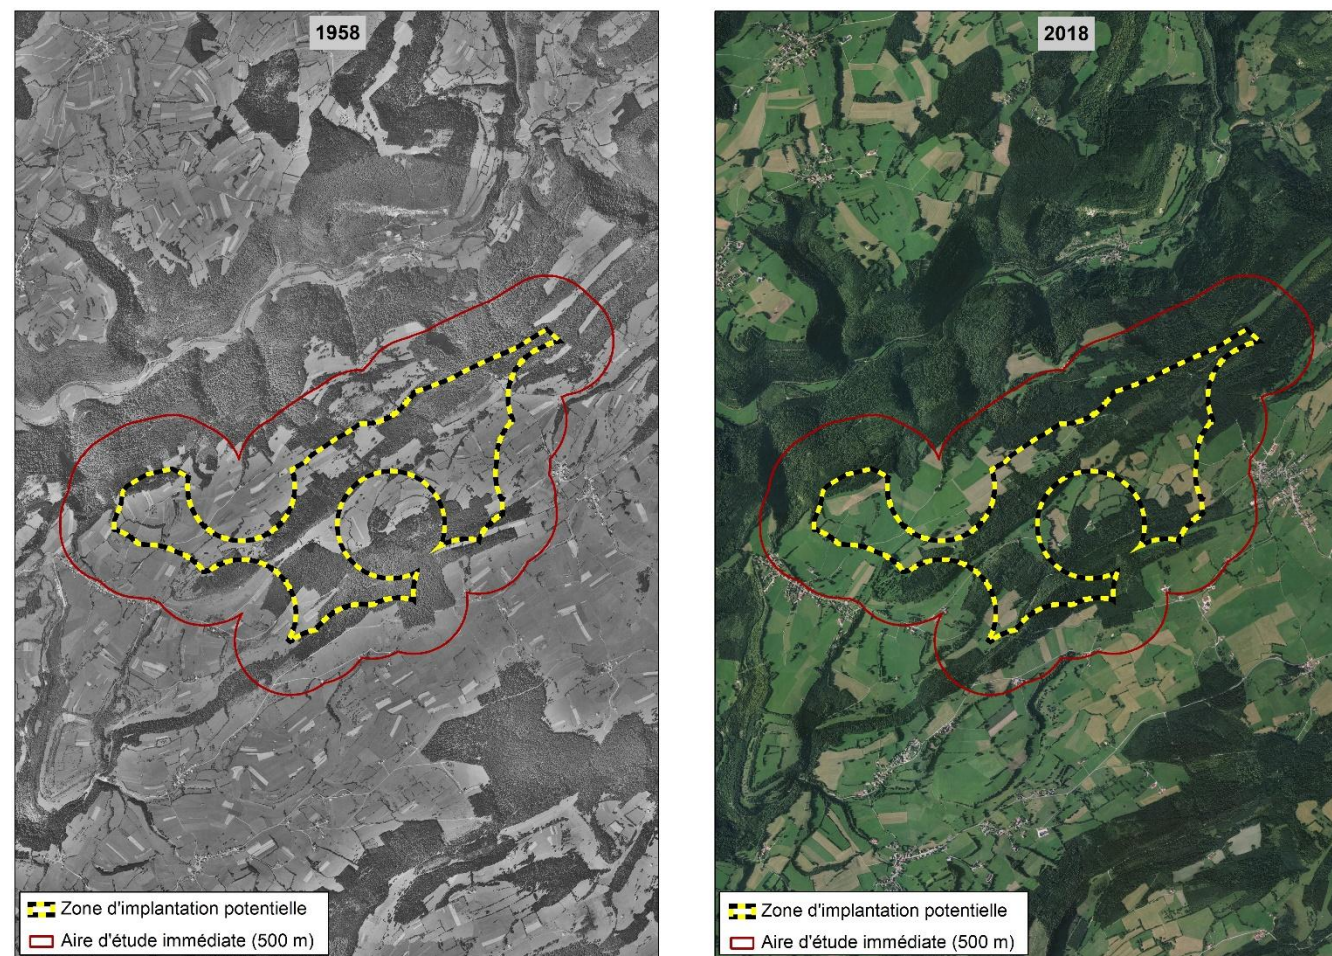 1958
2018
Zone d'implantation potentielle
Aire d'étude immédiate (500 m)
Zone d'implantation potentielle
Aire d'étude immédiate (500 m)